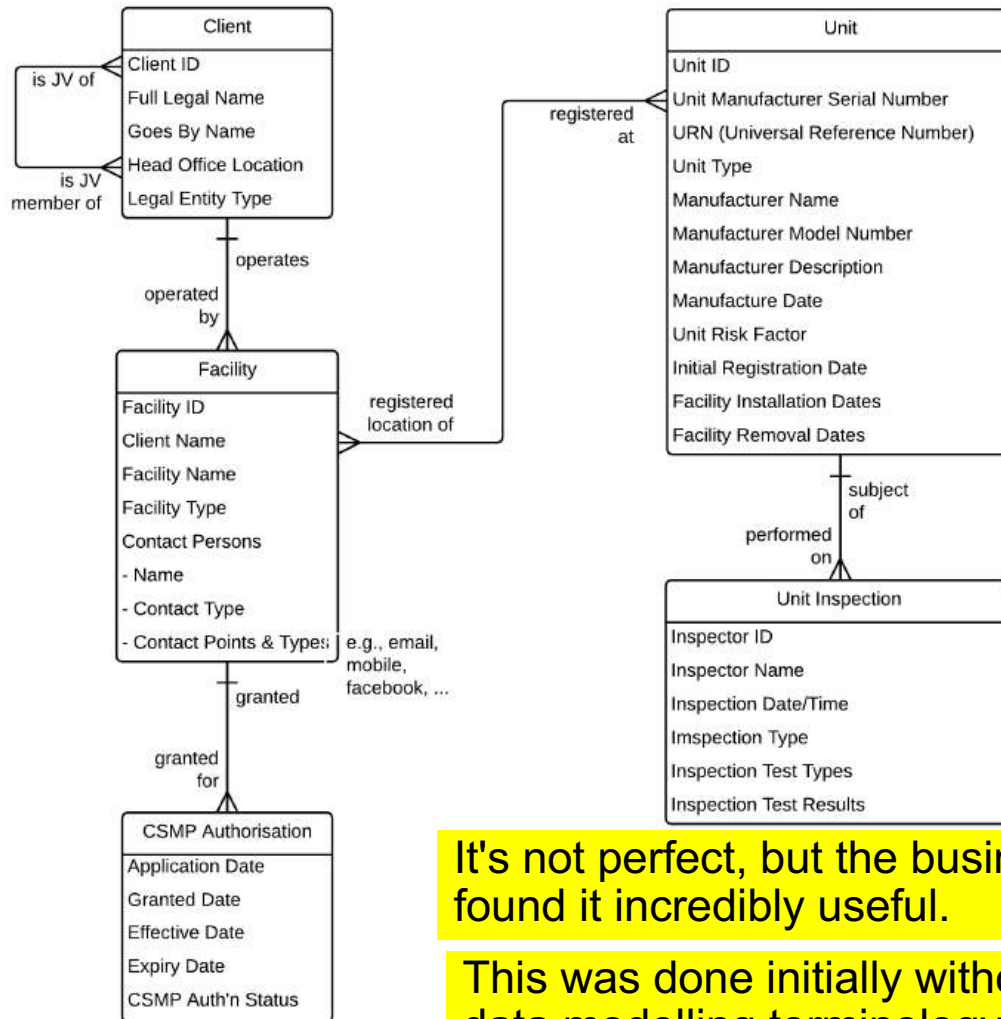 Client
Client ID
Full Legal Name
Goes By Name
Head Office Location
Legal Entity Type
is JV of
is JV
member of
operates
operated
by
Facility
Facility ID
Client Name
Facility Name
Facility Type
Contact Persons
- Name
- Contact Type
- Contact Points & Types
e.g., email,
mobile,
facebook, ...
granted
granted
for
CSMP Authorisation
Application Date
Granted Date
Effective Date
Expiry Date
CSMP Auth'n Status
registered
at
registered
location of
Unit
Unit ID
Unit Manufacturer Serial Number
URN (Universal Reference Number)
Unit Type
Manufacturer Name
Manufacturer Model Number
Manufacturer Description
Manufacture Date
Unit Risk Factor
Initial Registration Date
Facility Installation Dates
Facility Removal Dates
subject
of
performed
on
Unit Inspection
Inspector ID
Inspector Name
Inspection Date/Time
Imspection Type
Inspection Test Types
Inspection Test Results
It's not perfect, but the
found it incredibly useful.
This was done initially
data modelling terminology